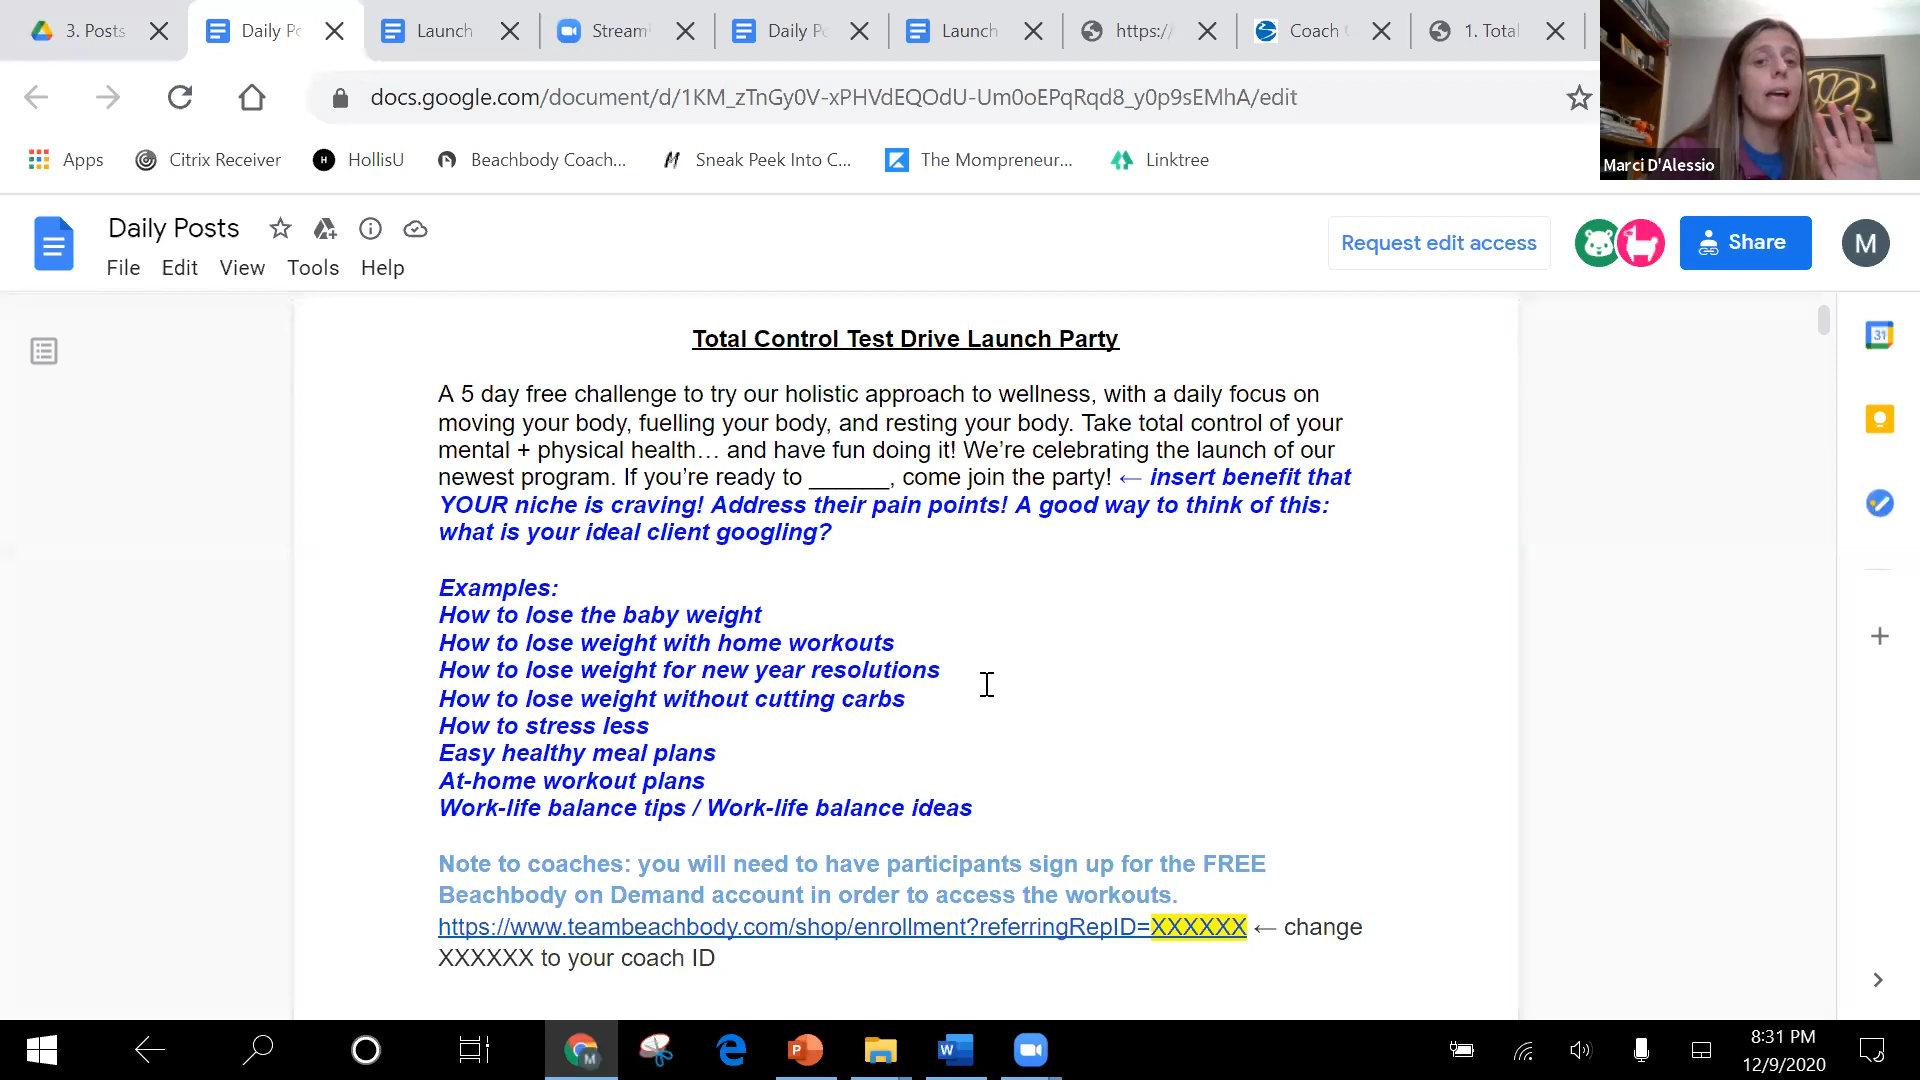 3. Posts
Daily Po
Launch
Stream
Daily Po
Launch
https://
Coach
1. Total
docs.google.com/document/d/1KM_zTnGy0V-xPHVdEQOdU-Um0oEPqRqd8_y0p9sEMhA/edit
Apps
Citrix Receiver
HollisU
Beachbody Coach...
Sneak Peek Into C...
The Mompreneur...
Linktree
Marci D'Alessio
Daily Posts
File Edit View Tools Help
Request edit access
Share
M
Total Control Test Drive Launch Party
A 5 day free challenge to try our holistic approach to wellness, with a daily focus on
moving your body, fuelling your body, and resting your body. Take total control of your
mental + physical health… and have fun doing it! We’re celebrating the launch of our
newest program. If you’re ready to ______, come join the party! ← insert benefit that
YOUR niche is craving! Address their pain points! A good way to think of this:
what is your ideal client googling?
Examples:
How to lose the baby weight
How to lose weight with home workouts
How to lose weight for new year resolutions
How to lose weight without cutting carbs
How to stress less
Easy healthy meal plans
At-home workout plans
Work-life balance tips / Work-life balance ideas
Note to coaches: you will need to have participants sign up for the FREE
Beachbody on Demand account in order to access the workouts.
https://www.teambeachbody.com/shop/enrollment?referringRepID=XXXXXX ← change
XXXXXX to your coach ID
31
8:31 PM
12/9/2020